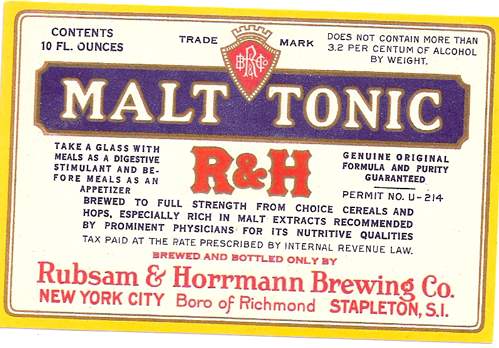 CONTENTS
10 FL. OUNCES
TRADE MARK
DOES NOT CONTAIN MORE THAN
3.2 PER CENTUM OF ALCOHOL
BY WEIGHT.
MALT TONIC
TAKE A GLASS WITH
MEALS AS A DIGESTIVE
STIMULANT AND BE-
FORE MEALS AS AN
APPETIZER
R&H
GENUINE ORIGINAL
FORMULA AND PURITY
GUARANTEED
PERMIT NO. U-214
BREWED TO FULL STRENGTH FROM CHOICE CEREALS AND
HOPS, ESPECIALLY RICH IN MALT EXTRACTS RECOMMENDED
BY PROMINENT PHYSICIANS FOR ITS NUTRITIVE QUALITIES
TAX PAID AT THE RATE PRESCRIBED BY INTERNAL REVENUE LAW.
BREWED AND BOTTLED ONLY BY
Rubsam & Horrmann Brewing Co.
NEW YORK CITY Boro of Richmond STAPLETON, S.I.